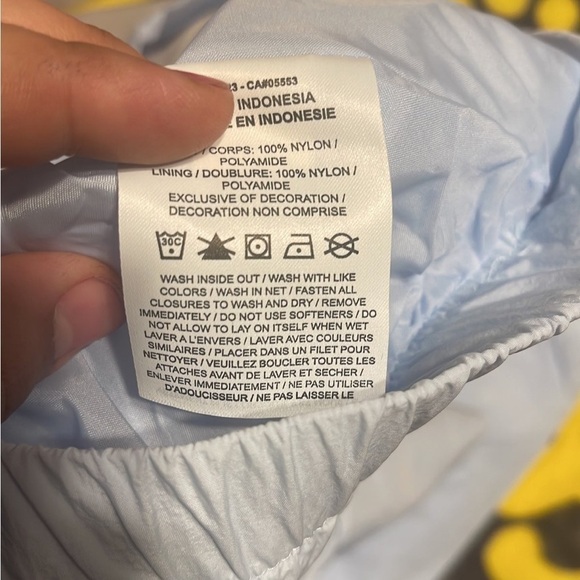 - CA#05553
INDONESIA
EN INDONESIE
/ CORPS: 100% NYLON /
POLYAMIDE
LINING / DOUBLURE: 100% NYLON /
POLYAMIDE
EXCLUSIVE OF DECORATION /
DECORATION NON COMPRISE
30C
WASH INSIDE OUT / WASH WITH LIKE
COLORS / WASH IN NET / FASTEN ALL
CLOSURES TO WASH AND DRY / REMOVE
IMMEDIATELY / DO NOT USE SOFTENERS / DO
NOT ALLOW TO LAY ON ITSELF WHEN WET
LAVER A L'ENVERS / LAVER AVEC COULEURS
SIMILAIRES / PLACER DANS UN FILET POUR
NETTOYER / VEUILLEZ BOUCLER TOUTES LES
ATTACHES AVANT DE LAVER ET SECHER /
ENLEVER IMMEDIATEMENT / NE PAS UTILISER
D'ADOUCISSEUR / NE PAS LAISSER LE